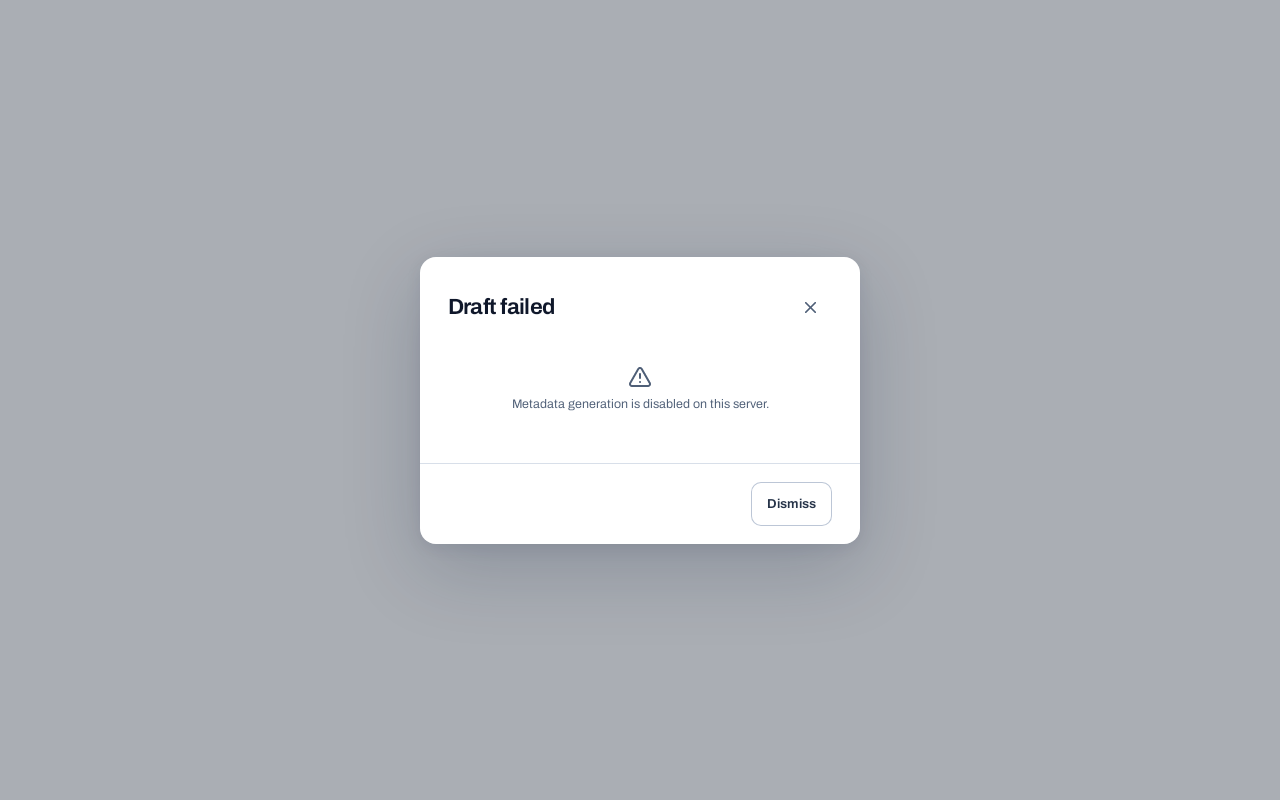 Draft failed
Metadata generation is disabled on this server.
Dismiss